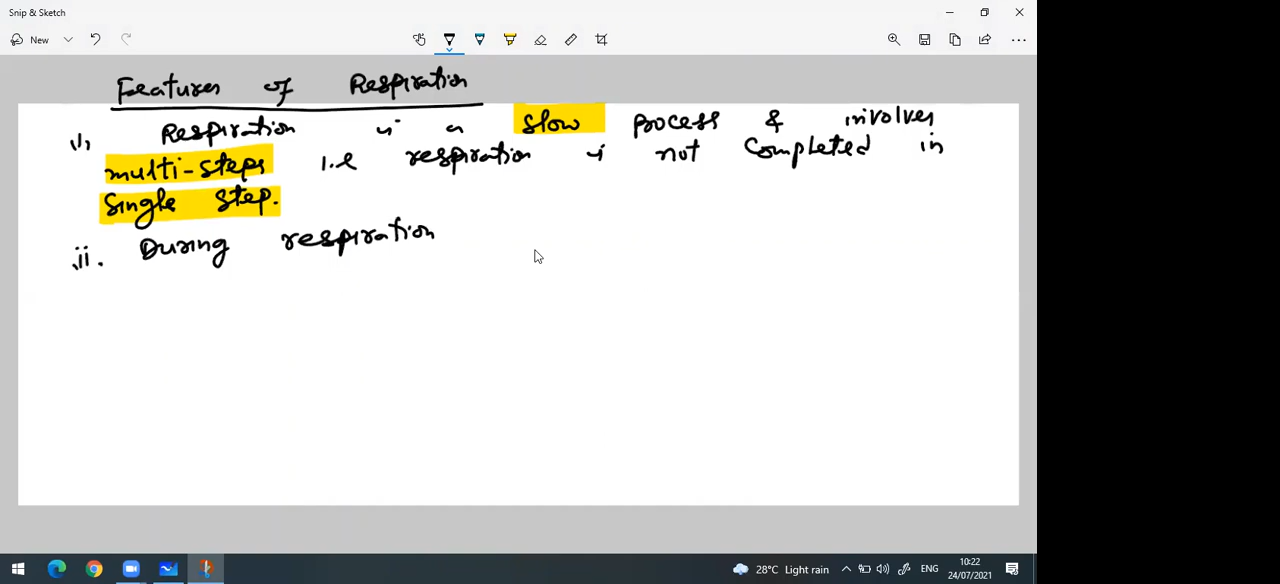 Snip & Sketch
New
Features of Respiration
i) Respiration is a slow process & involves
multi-steps i.e respiration is not completed in
Single step.
ii. During respiration
28°C Light rain
ENG
10:22
24/07/2021